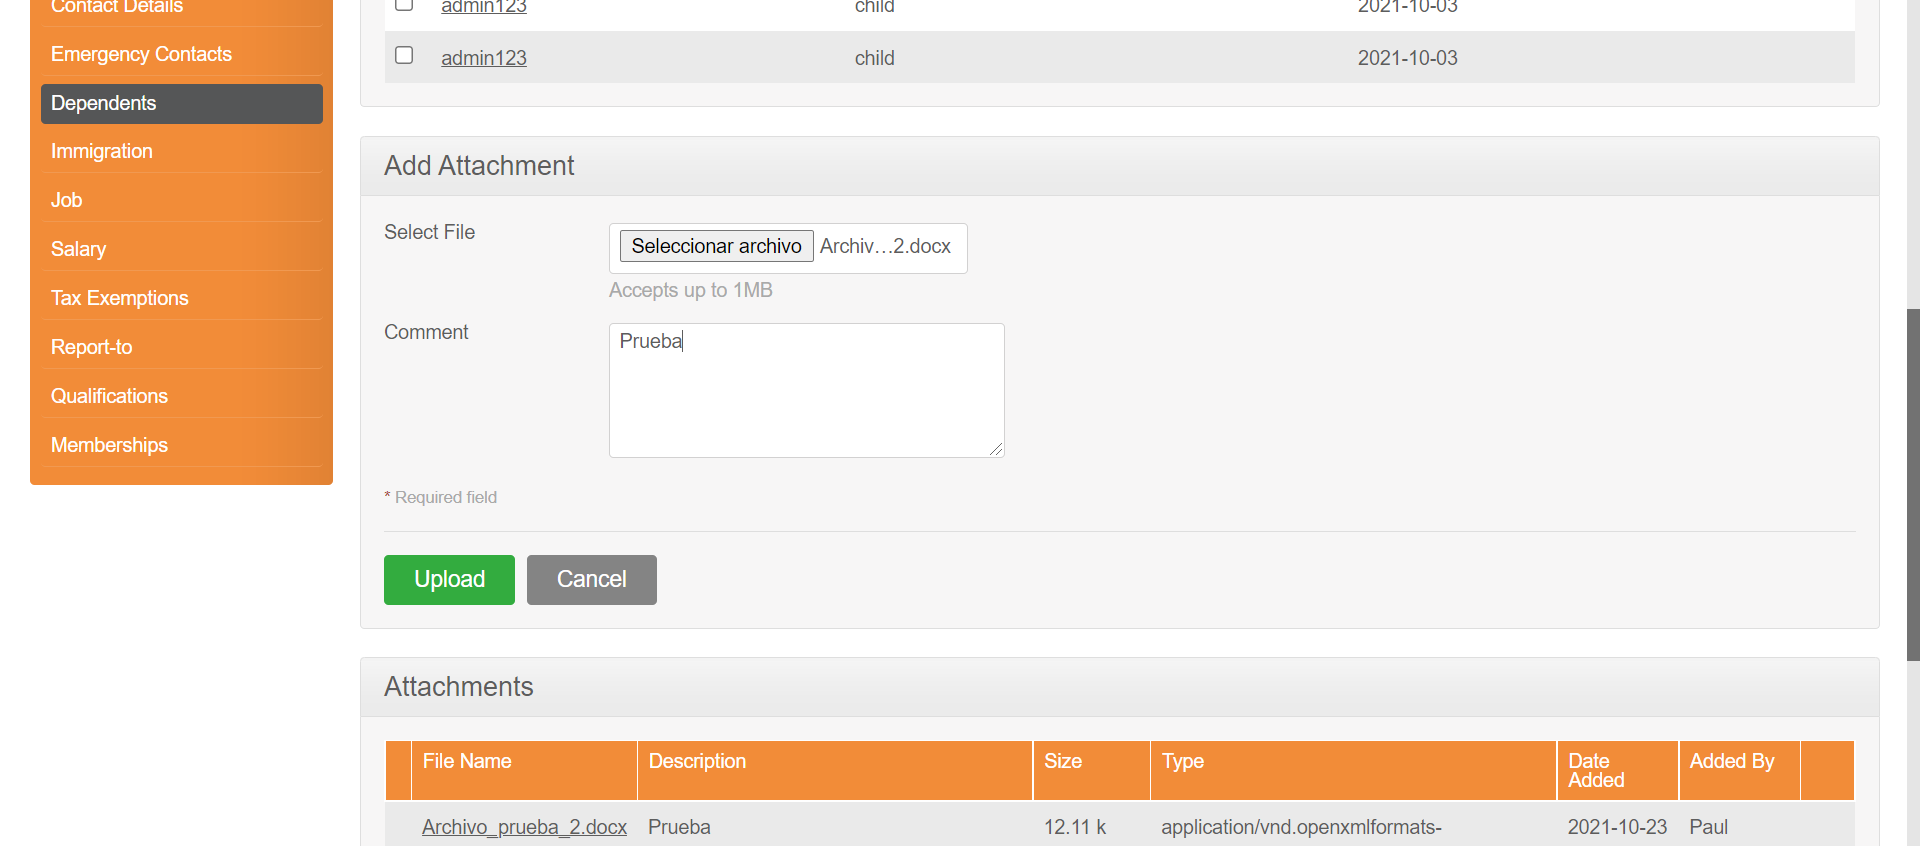 Contact Details
Emergency Contacts
Dependents
Immigration
Job
Salary
Tax Exemptions
Report-to
Qualifications
Memberships
admin123 child 2021-10-03
admin123 child 2021-10-03
Add Attachment
Select File Seleccionar archivo Archiv…2.docx
Accepts up to 1MB
Comment Prueba
* Required field
Upload Cancel
Attachments
File Name Description Size Type Date Added Added By
Archivo_prueba_2.docx Prueba 12.11 k application/vnd.openxmlformats- 2021-10-23 Paul